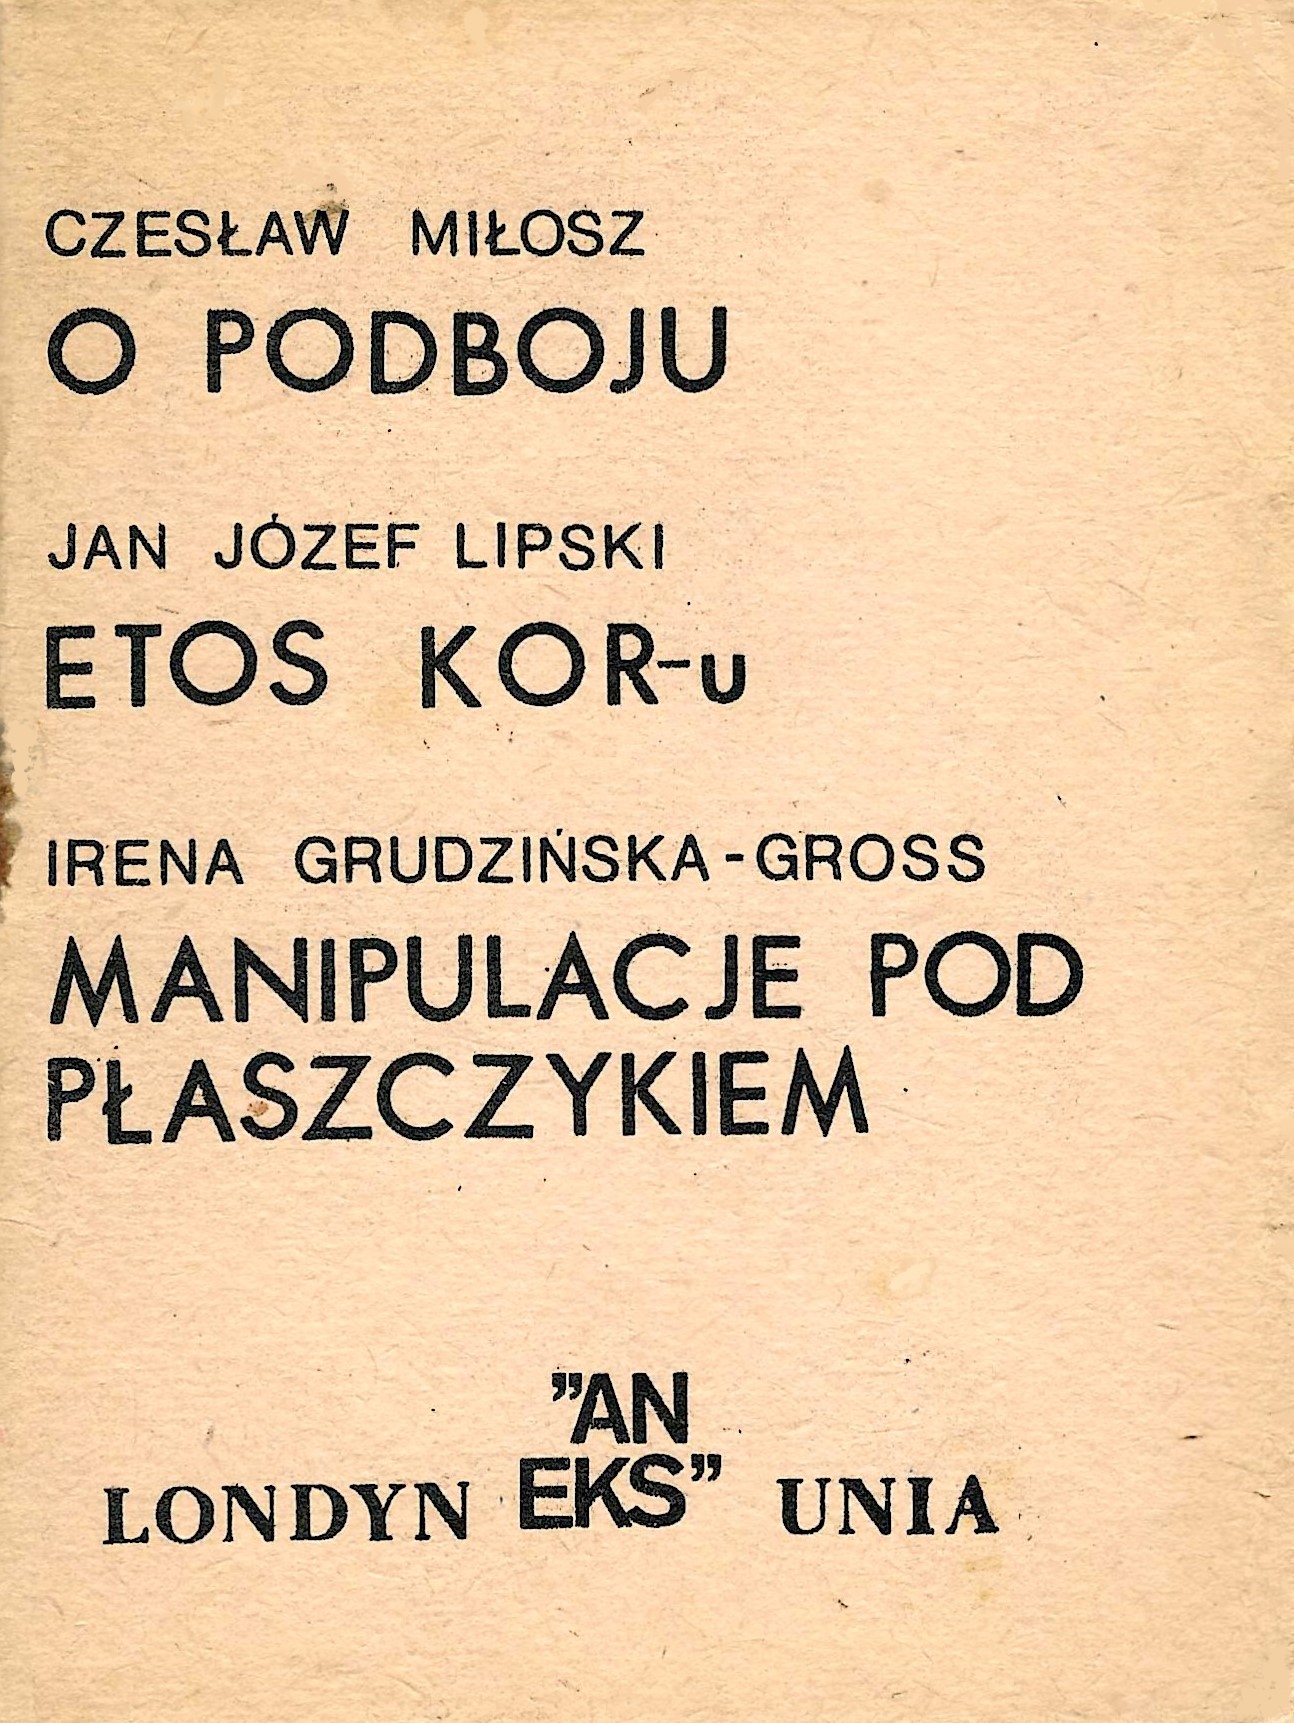 CZESŁAW MIŁOSZ
O PODBOJU
JAN JÓZEF LIPSKI
ETOS KOR-u
IRENA GRUDZIŃSKA-GROSS
MANIPULACJE POD
PŁASZCZYKIEM
LONDYN "AN
EKS" UNIA